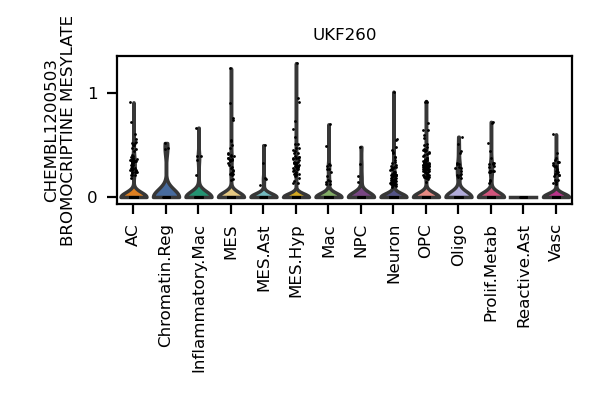 UKF260
CHEMBL1200503
BROMOCRIPTINE MESYLATE
1
0
AC
Chromatin.Reg
Inflammatory.Mac
MES
MES.Ast
MES.Hyp
Mac
NPC
Neuron
OPC
Oligo
Prolif.Metab
Reactive.Ast
Vasc